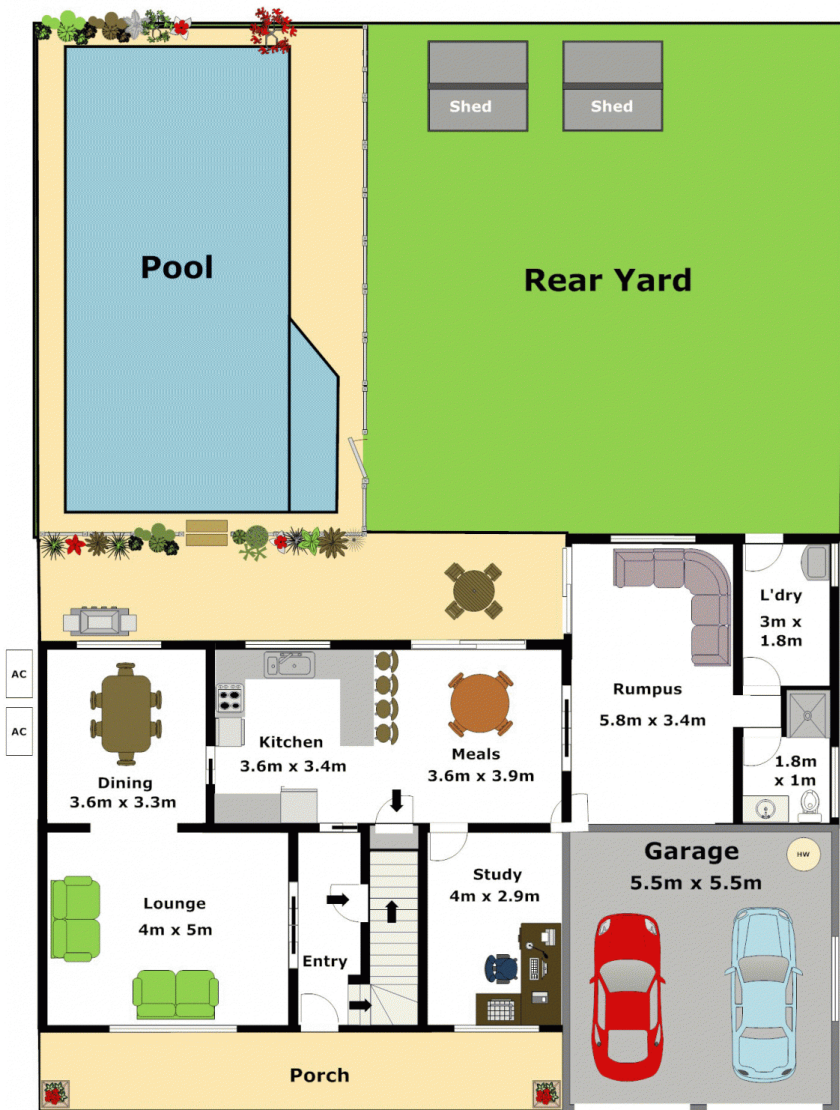 Shed
Shed
Pool
Rear Yard
L'dry
3m x
1.8m
AC
AC
Rumpus
5.8m x 3.4m
Kitchen
3.6m x 3.4m
Meals
3.6m x 3.9m
Dining
3.6m x 3.3m
1.8m
x 1m
Garage
5.5m x 5.5m
HW
Study
4m x 2.9m
Lounge
4m x 5m
Entry
Porch